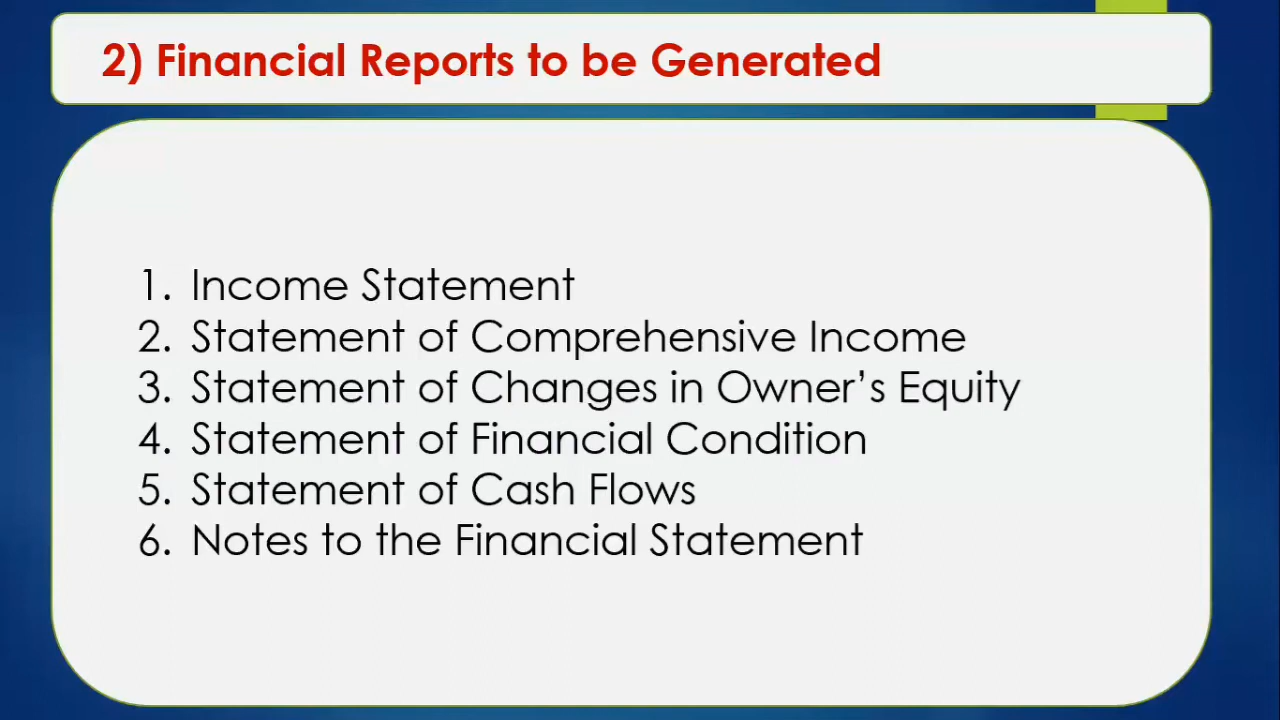 2) Financial Reports to be Generated
1. Income Statement
2. Statement of Comprehensive Income
3. Statement of Changes in Owner’s Equity
4. Statement of Financial Condition
5. Statement of Cash Flows
6. Notes to the Financial Statement